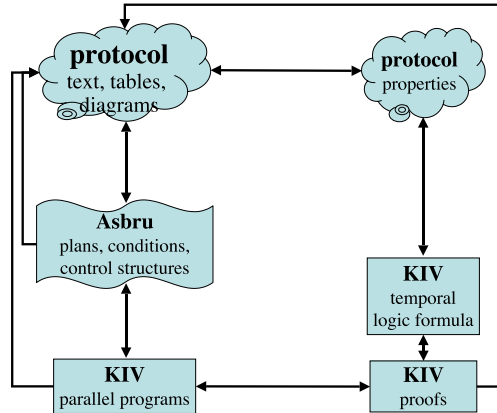 protocol
text, tables,
diagrams
protocol
properties
Asbru
plans, conditions,
control structures
KIV
temporal
logic formula
KIV
parallel programs
KIV
proofs